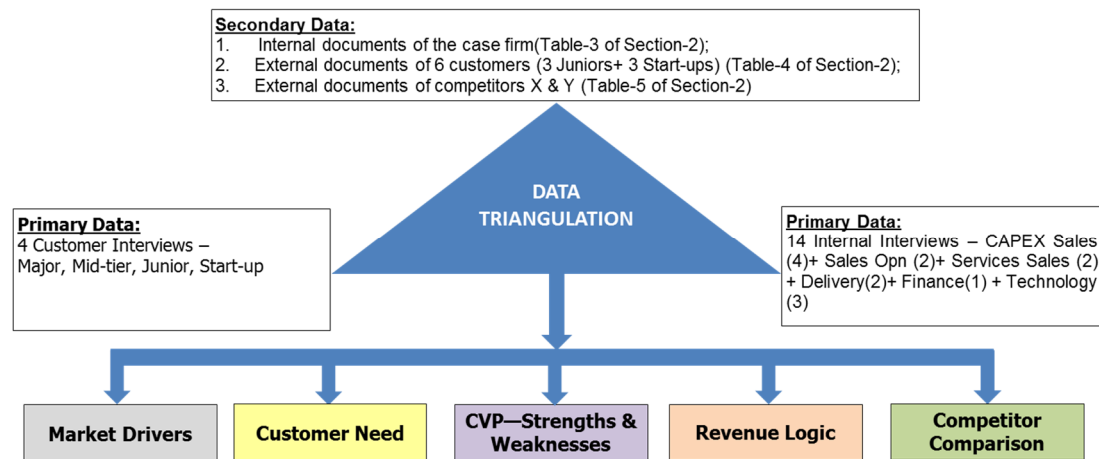 Secondary Data:
1. Internal documents of the case firm(Table-3 of Section-2);
2. External documents of 6 customers (3 Juniors+ 3 Start-ups) (Table-4 of Section-2);
3. External documents of competitors X & Y (Table-5 of Section-2)
DATA
TRIANGULATION
Primary Data:
4 Customer Interviews –
Major, Mid-tier, Junior, Start-up
Primary Data:
14 Internal Interviews – CAPEX Sales
(4)+ Sales Opn (2)+ Services Sales (2)
+ Delivery(2)+ Finance(1) + Technology
(3)
Market Drivers
Customer Need
CVP—Strengths &
Weaknesses
Revenue Logic
Competitor
Comparison